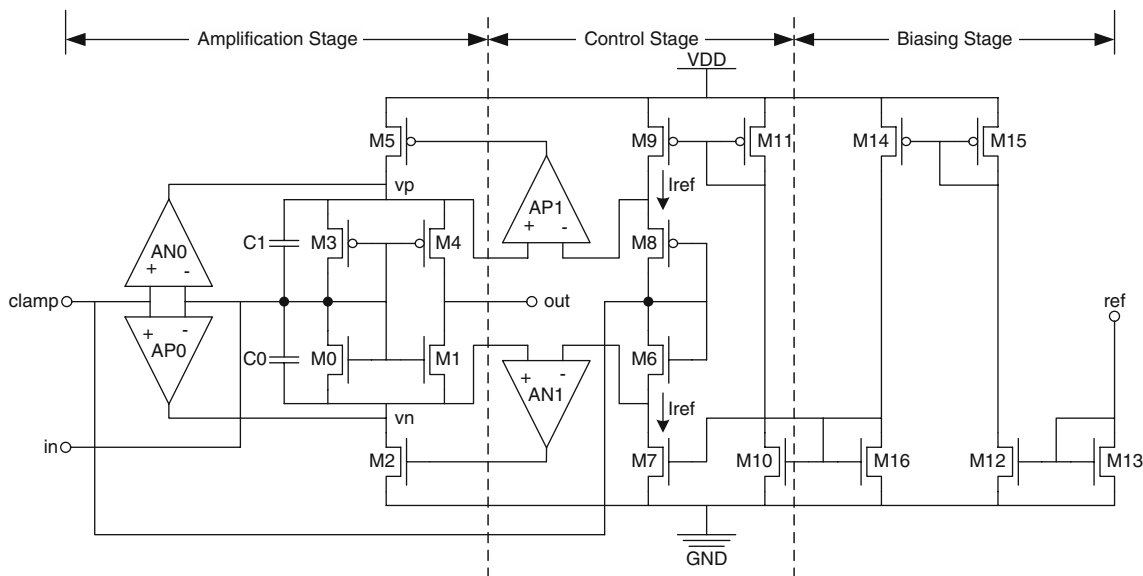 Amplification Stage
Control Stage
Biasing Stage
VDD
M5
M9
M11
M14
M15
vp
Iref
AP1
+ -
AN0
+ -
C1
M3
M4
M8
clamp
out
ref
+ -
AP0
C0
M0
M1
+ -
AN1
M6
vn
Iref
in
M2
M7
M10
M16
M12
M13
GND